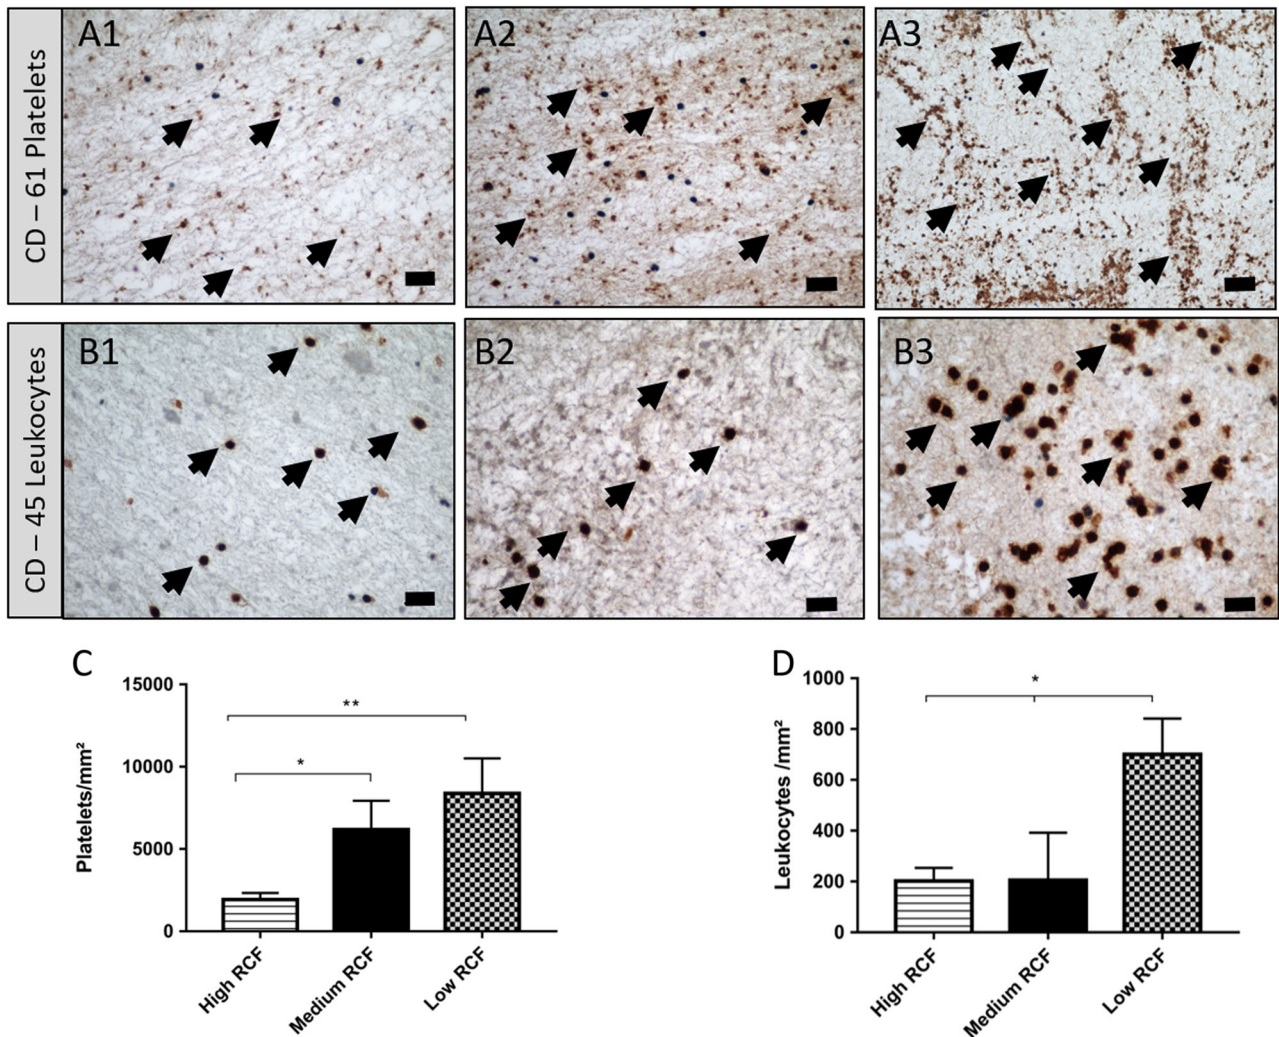 CD – 61 Platelets
A1
A2
A3
CD – 45 Leukocytes
B1
B2
B3
C
15000
10000
5000
0
Platelets/mm²
**
*
High RCF
Medium RCF
Low RCF
D
1000
800
600
400
200
0
Leukocytes /mm²
*
High RCF
Medium RCF
Low RCF